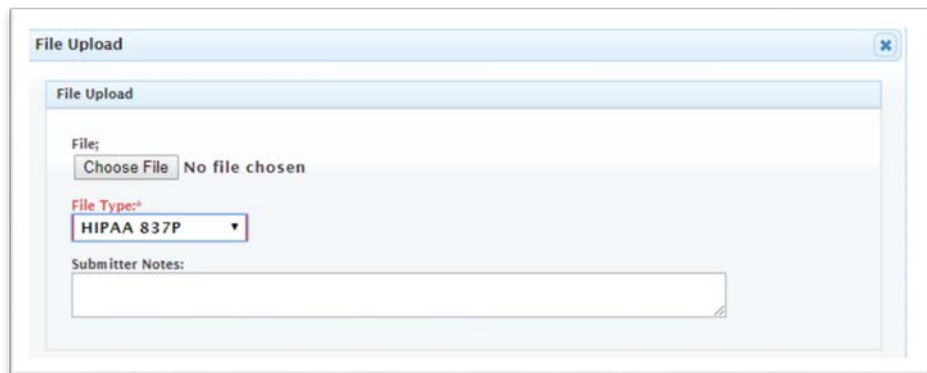 File Upload
File Upload
File;
Choose File No file chosen
File Type:*
HIPAA 837P
Submitter Notes: